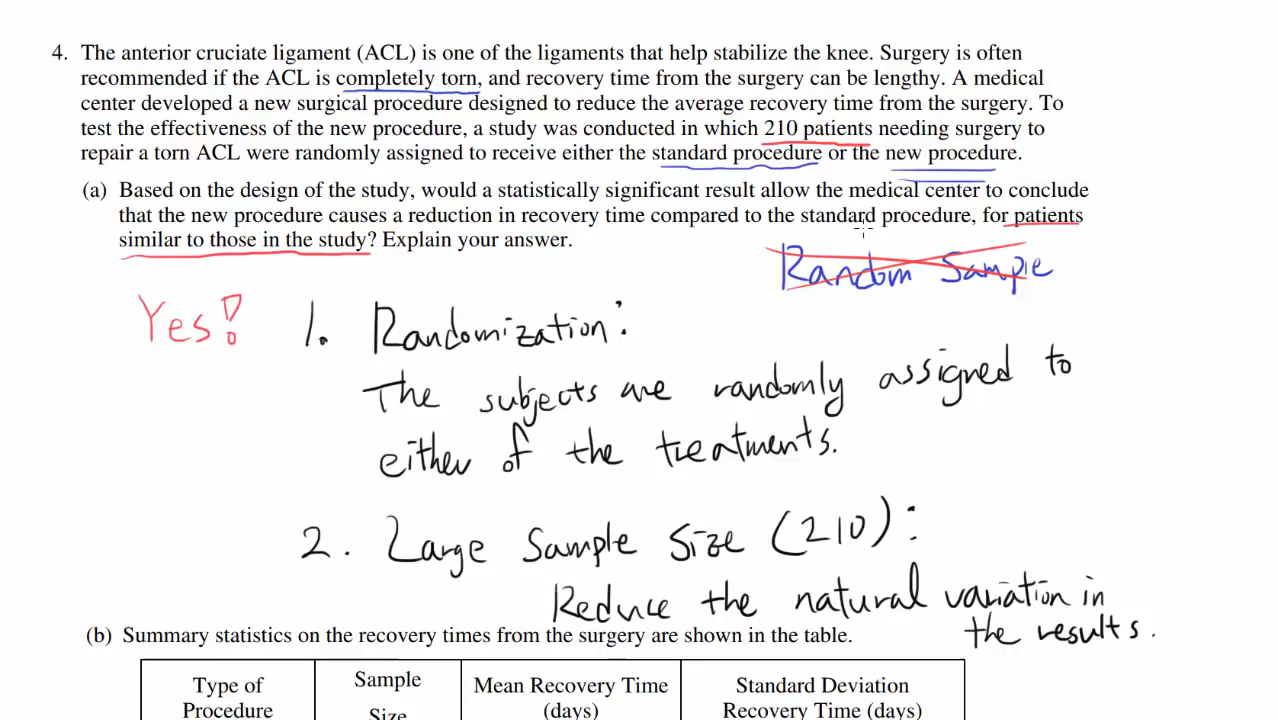 4. The anterior cruciate ligament (ACL) is one of the ligaments that help stabilize the knee. Surgery is often
recommended if the ACL is completely torn, and recovery time from the surgery can be lengthy. A medical
center developed a new surgical procedure designed to reduce the average recovery time from the surgery. To
test the effectiveness of the new procedure, a study was conducted in which 210 patients needing surgery to
repair a torn ACL were randomly assigned to receive either the standard procedure or the new procedure.
(a) Based on the design of the study, would a statistically significant result allow the medical center to conclude
that the new procedure causes a reduction in recovery time compared to the standard procedure, for patients
similar to those in the study? Explain your answer.
Random Sample
Yes! 1. Randomization:
The subjects are randomly assigned to
either of the treatments.
2. Large Sample Size (210):
Reduce the natural variation in
the results.
(b) Summary statistics on the recovery times from the surgery are shown in the table.
Type of Procedure
Sample Size
Mean Recovery Time (days)
Standard Deviation Recovery Time (days)